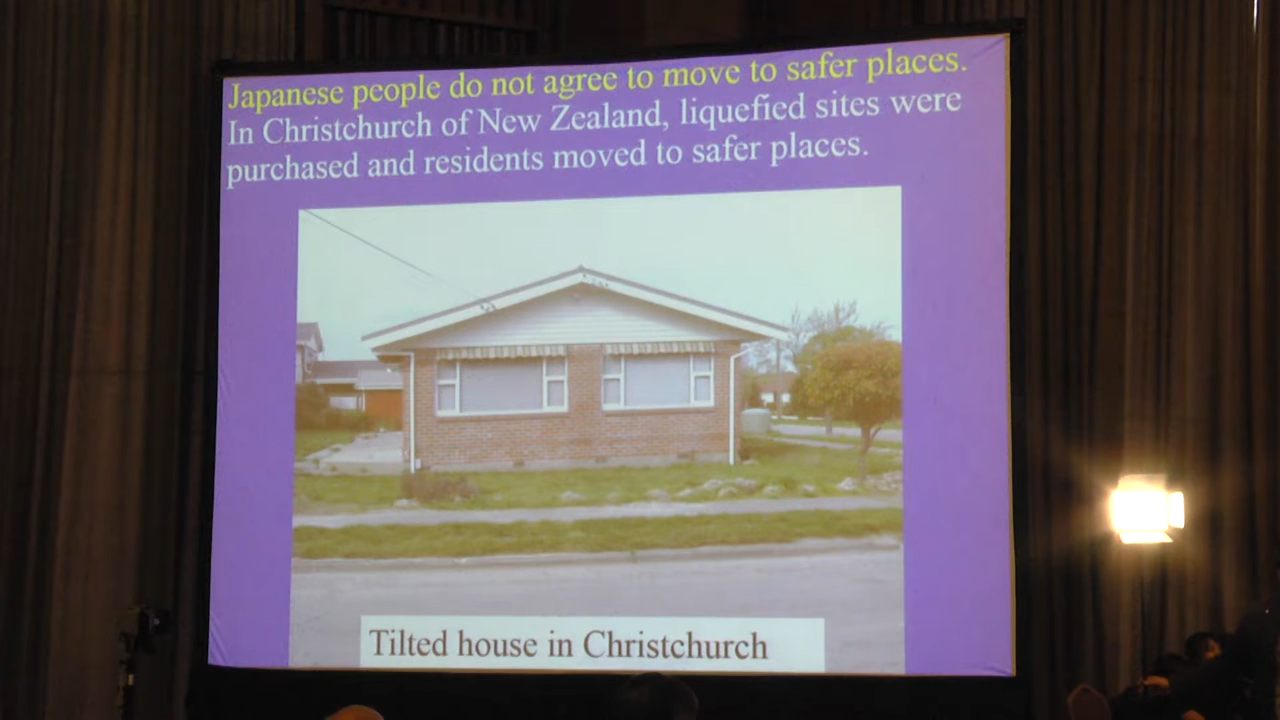 Japanese people do not agree to move to safer places.
In Christchurch of New Zealand, liquefied sites were
purchased and residents moved to safer places.
Tilted house in Christchurch